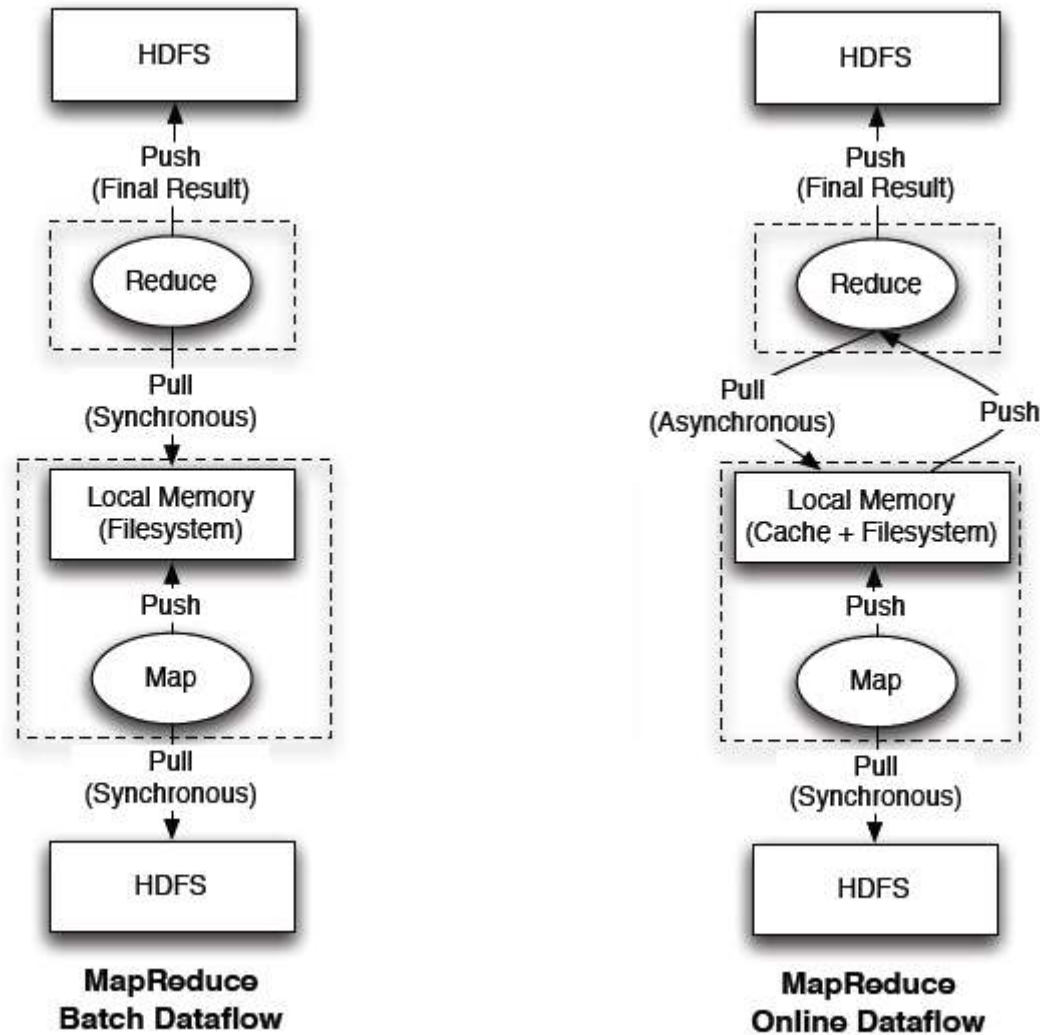 HDFS
Push
(Final Result)
Reduce
Pull
(Synchronous)
Local Memory
(Filesystem)
Push
Map
Pull
(Synchronous)
HDFS
MapReduce
Batch Dataflow
HDFS
Push
(Final Result)
Reduce
Pull
(Asynchronous)
Push
Local Memory
(Cache + Filesystem)
Push
Map
Pull
(Synchronous)
HDFS
MapReduce
Online Dataflow